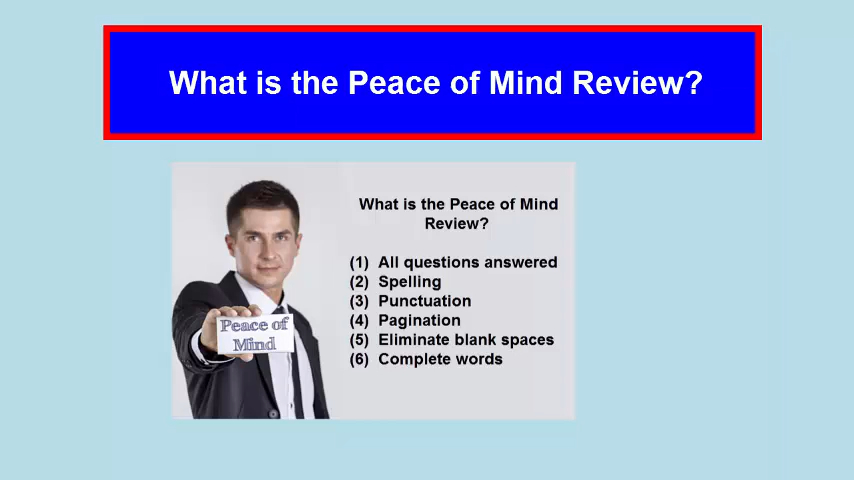 What is the Peace of Mind Review?
What is the Peace of Mind
Review?
(1) All questions answered
(2) Spelling
(3) Punctuation
(4) Pagination
(5) Eliminate blank spaces
(6) Complete words
Peace of
Mind